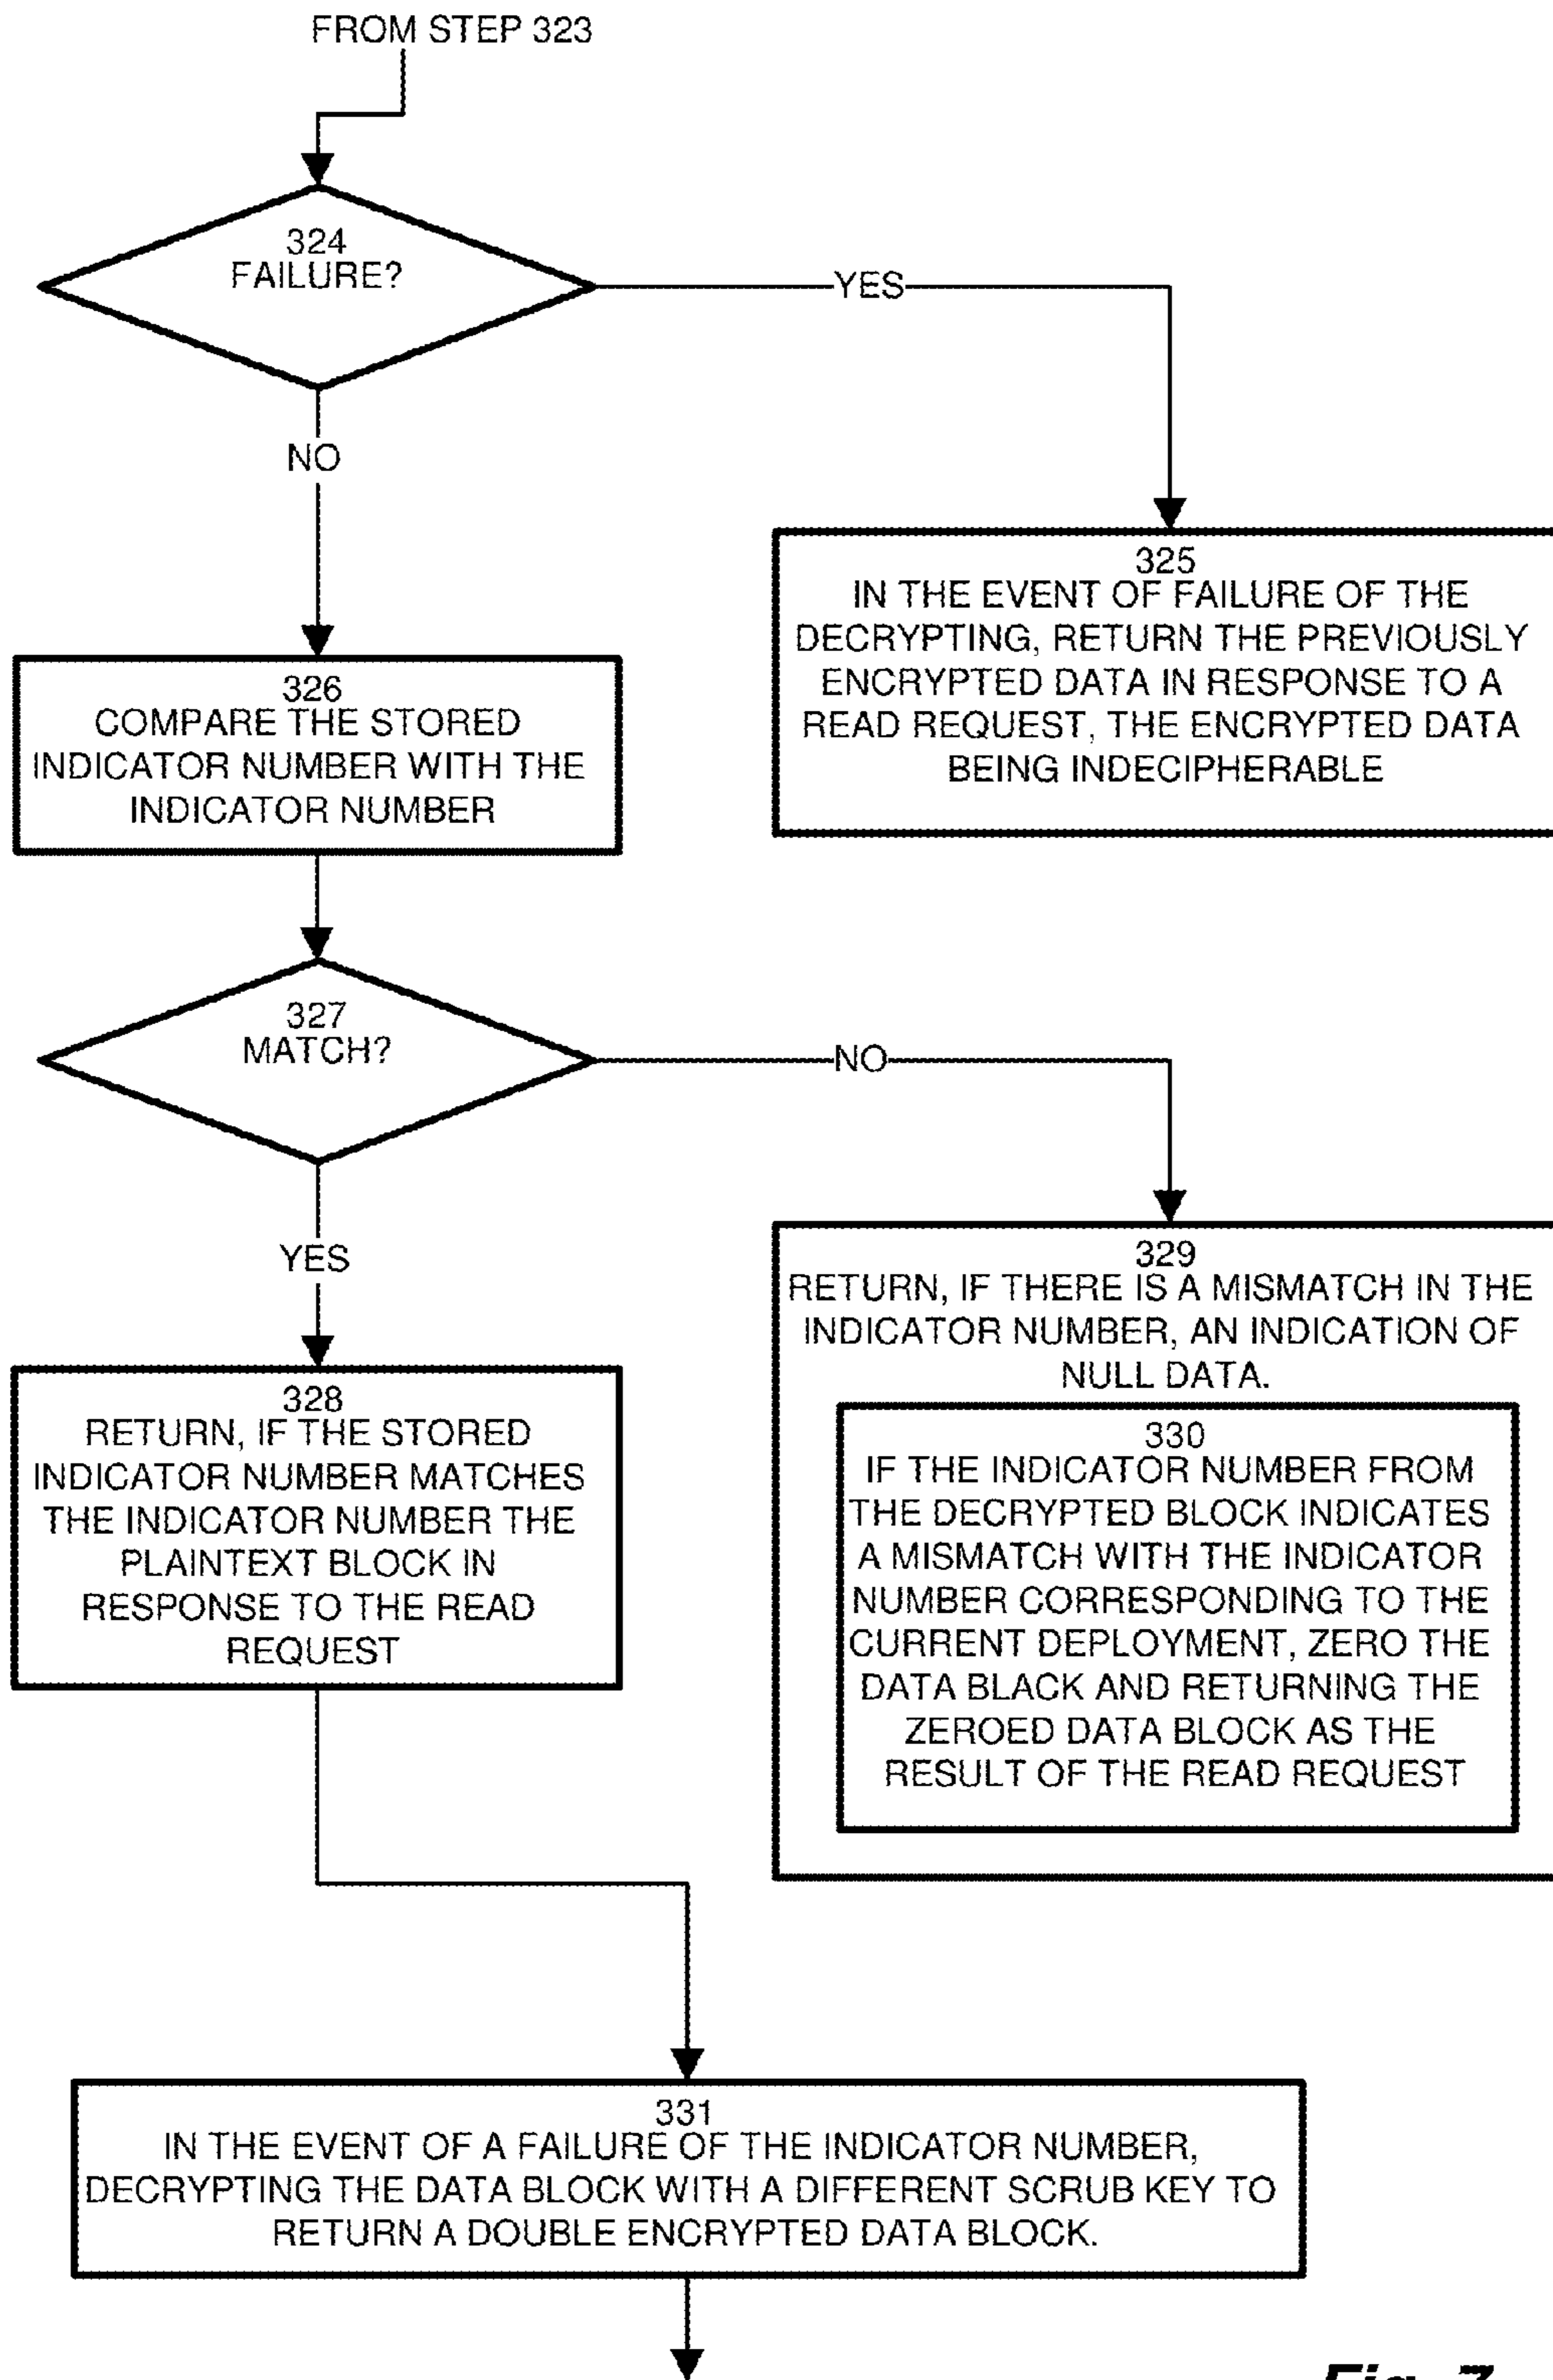 FROM STEP 323
324
FAILURE?
YES
NO
325
IN THE EVENT OF FAILURE OF THE
DECRYPTING, RETURN THE PREVIOUSLY
ENCRYPTED DATA IN RESPONSE TO A
READ REQUEST, THE ENCRYPTED DATA
BEING INDECIPHERABLE
326
COMPARE THE STORED
INDICATOR NUMBER WITH THE
INDICATOR NUMBER
327
MATCH?
NO
YES
329
RETURN, IF THERE IS A MISMATCH IN THE
INDICATOR NUMBER, AN INDICATION OF
NULL DATA.
328
RETURN, IF THE STORED
INDICATOR NUMBER MATCHES
THE INDICATOR NUMBER THE
PLAINTEXT BLOCK IN
RESPONSE TO THE READ
REQUEST
330
IF THE INDICATOR NUMBER FROM
THE DECRYPTED BLOCK INDICATES
A MISMATCH WITH THE INDICATOR
NUMBER CORRESPONDING TO THE
CURRENT DEPLOYMENT, ZERO THE
DATA BLACK AND RETURNING THE
ZEROED DATA BLOCK AS THE
RESULT OF THE READ REQUEST
331
IN THE EVENT OF A FAILURE OF THE INDICATOR NUMBER,
DECRYPTING THE DATA BLOCK WITH A DIFFERENT SCRUB KEY TO
RETURN A DOUBLE ENCRYPTED DATA BLOCK.